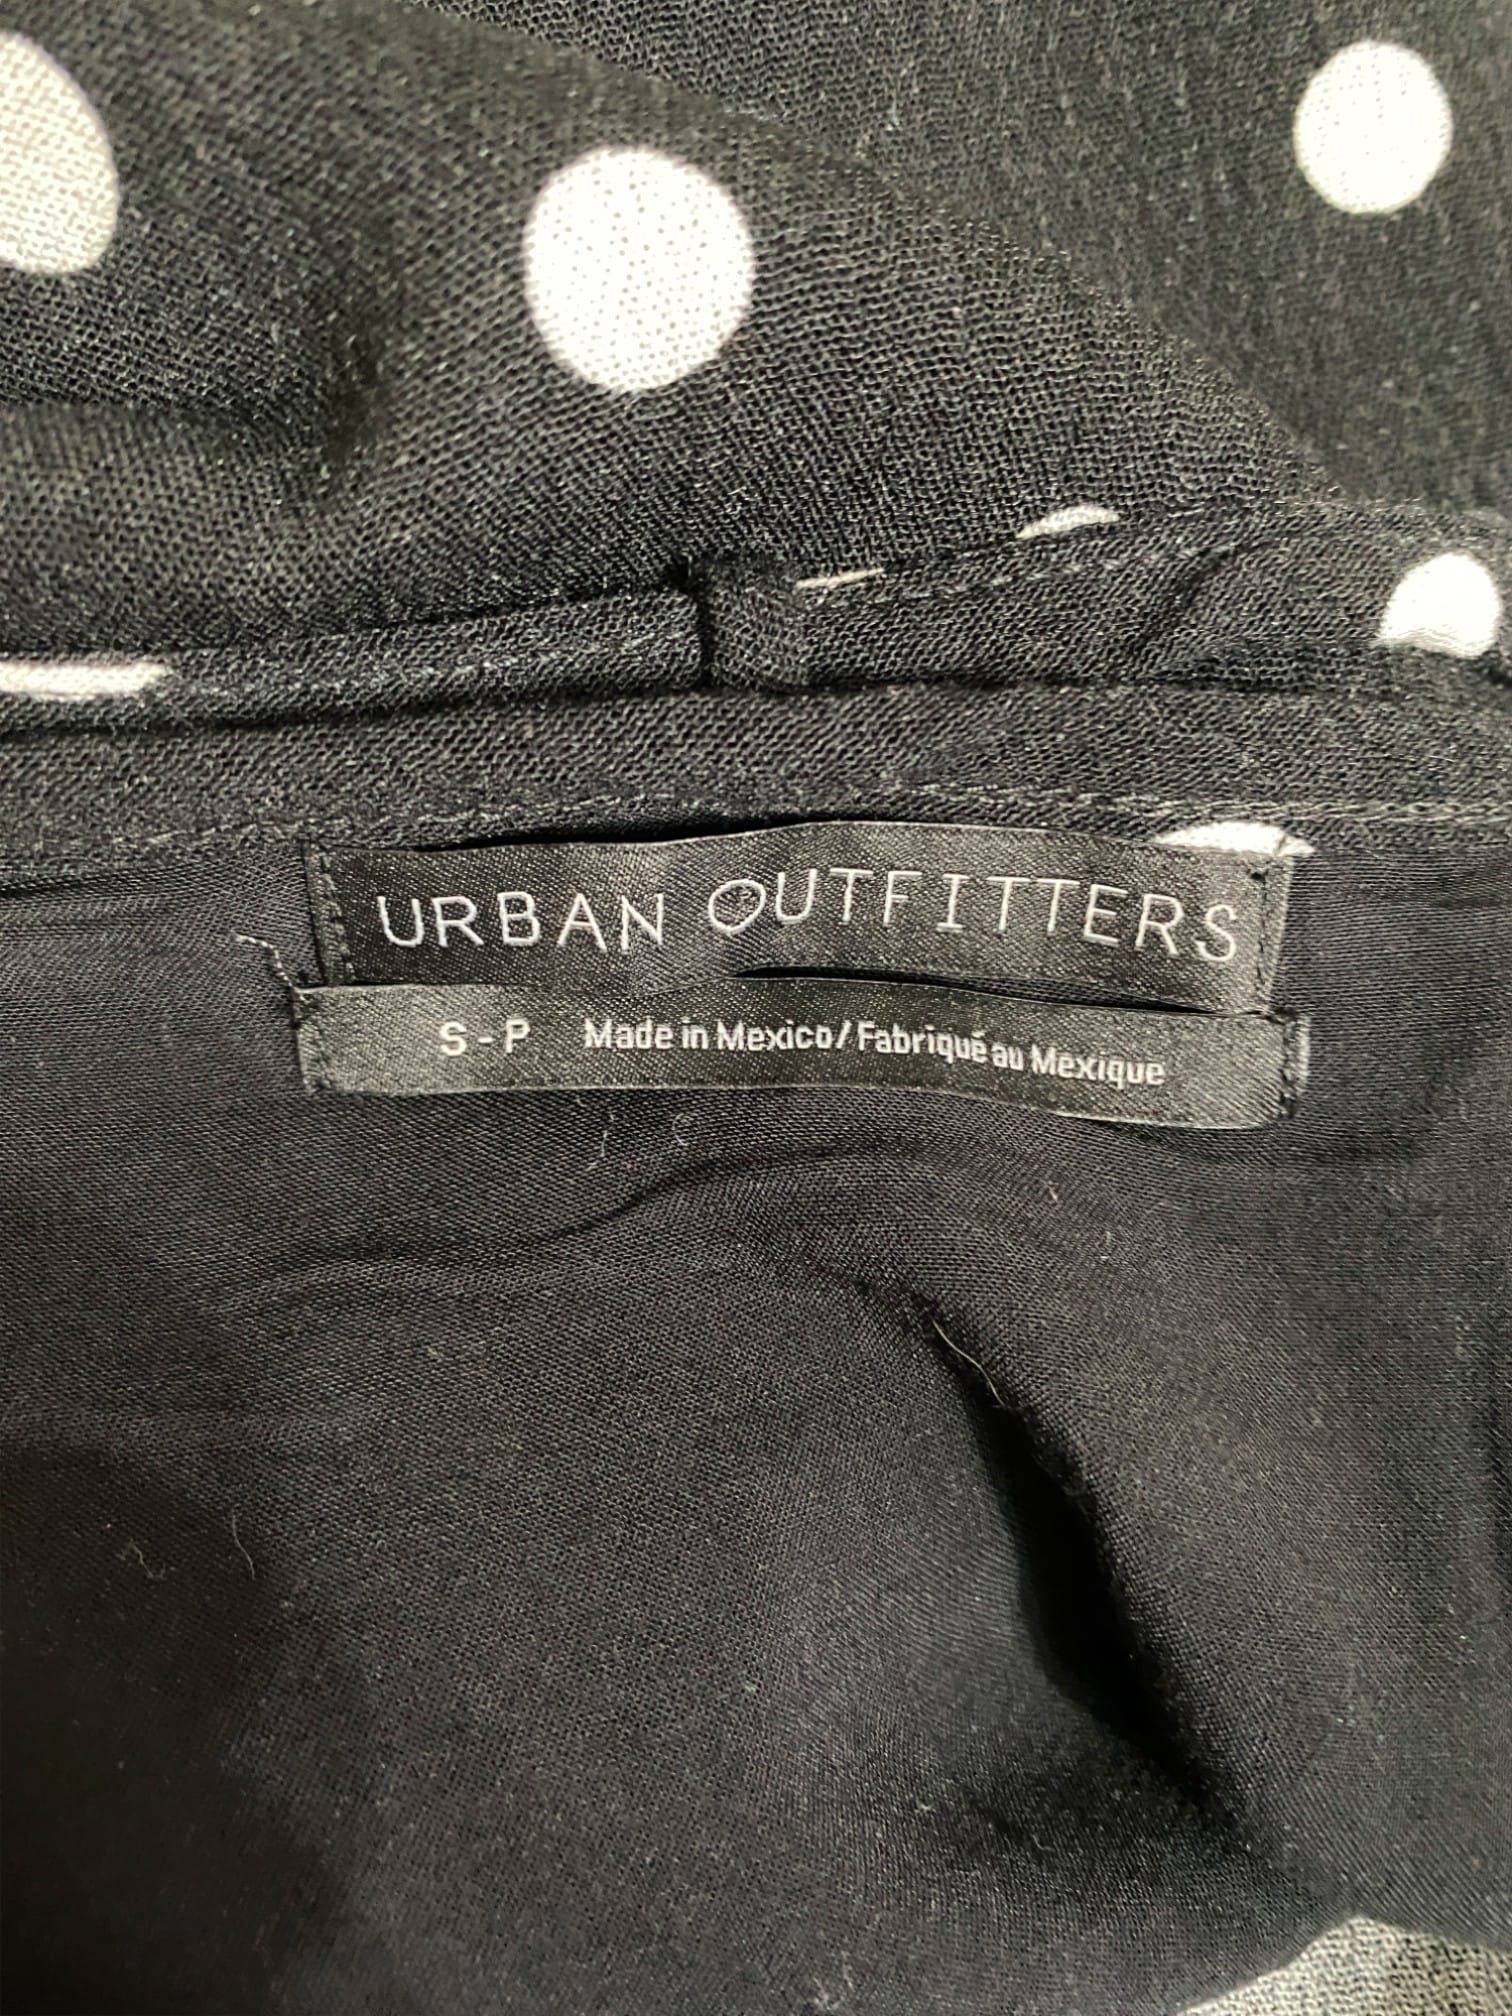 URBAN OUTFITTERS
S-P Made in Mexico/Fabriqué au Mexique